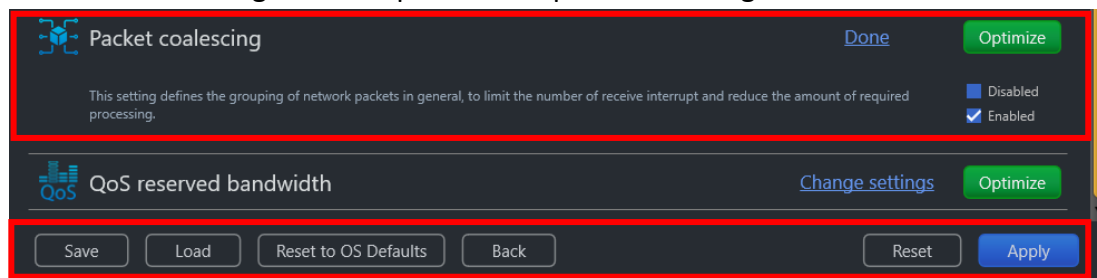 Packet coalescing Done Optimize
This setting defines the grouping of network packets in general, to limit the number of receive interrupt and reduce the amount of required
processing.
Disabled
Enabled
QoS QoS reserved bandwidth Change settings Optimize
Save Load Reset to OS Defaults Back Reset Apply